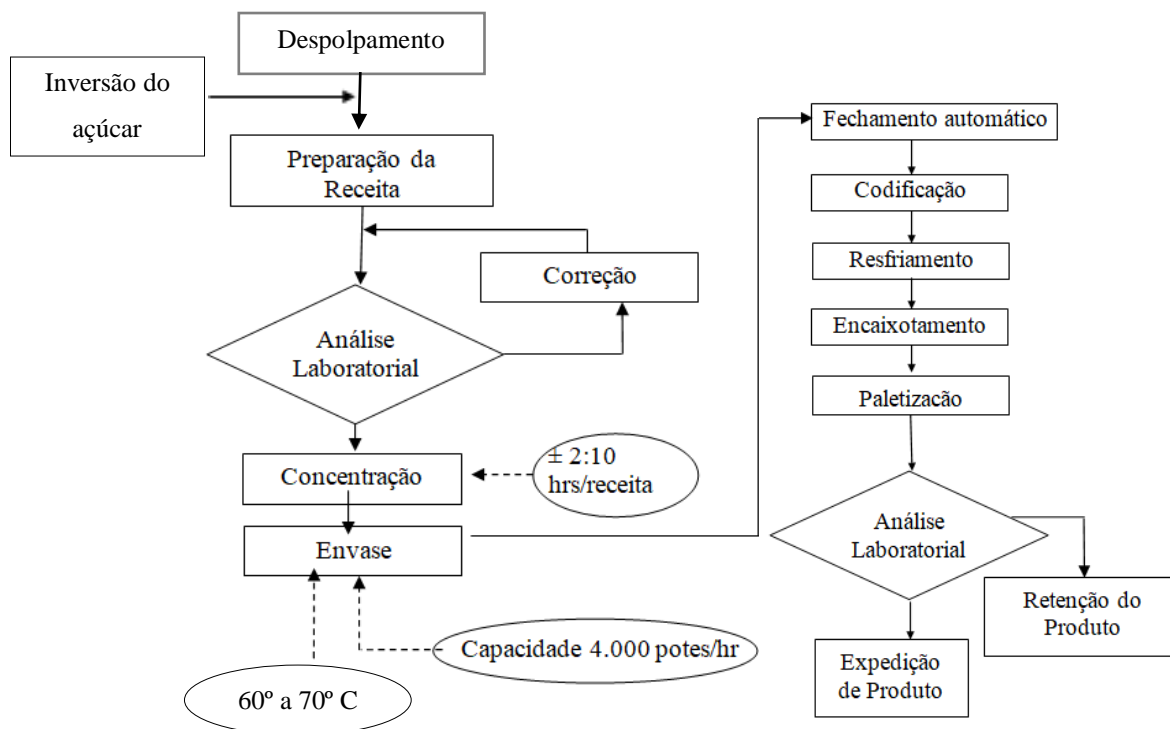 Despolpamento
Inversão do
açúcar
Preparação da
Receita
Correção
Análise
Laboratorial
Concentração
± 2:10
hrs/receita
Envase
Capacidade 4.000 potes/hr
60º a 70º C
Fechamento automático
Codificação
Resfriamento
Encaixotamento
Paletização
Análise
Laboratorial
Retenção do
Produto
Expedição
de Produto